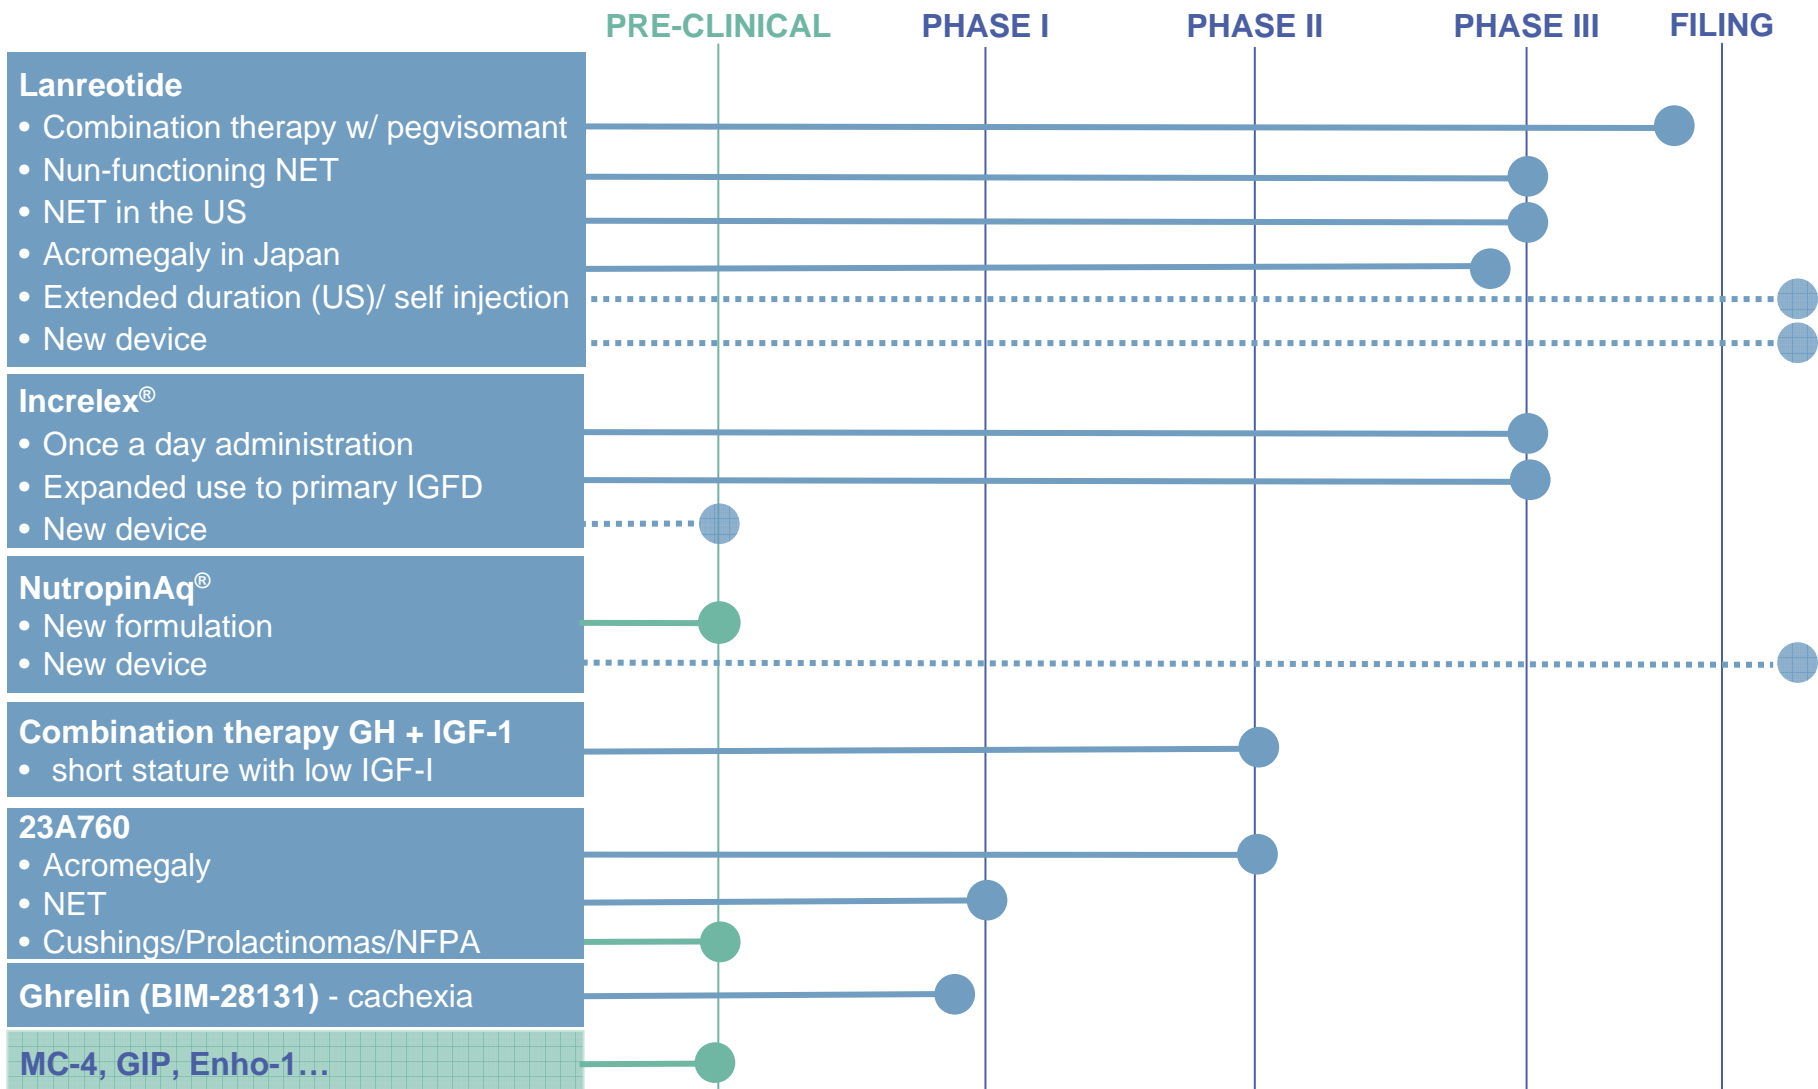 PRE-CLINICAL PHASE I PHASE II PHASE III FILING
Lanreotide
• Combination therapy w/ pegvisomant
• Nun-functioning NET
• NET in the US
• Acromegaly in Japan
• Extended duration (US)/ self injection
• New device
Increlex®
• Once a day administration
• Expanded use to primary IGFD
• New device
NutropinAq®
• New formulation
• New device
Combination therapy GH + IGF-1
• short stature with low IGF-I
23A760
• Acromegaly
• NET
• Cushings/Prolactinomas/NFPA
Ghrelin (BIM-28131) - cachexia
MC-4, GIP, Enho-1…